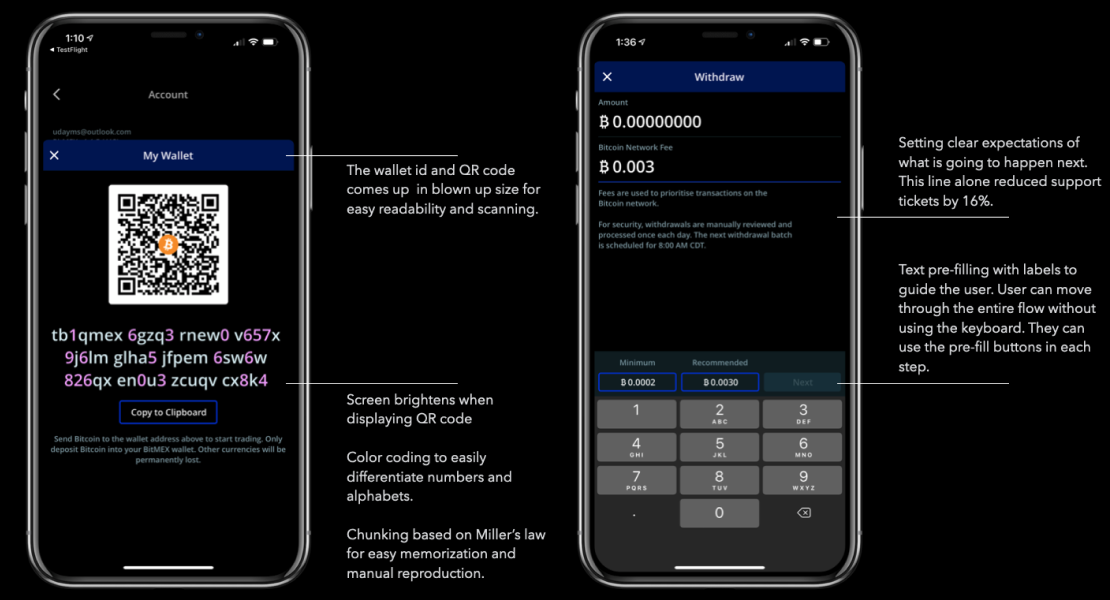 1:10
TestFlight
Account
udayms@outlook.com
My Wallet
tb1qmex 6gzq3 rnew0 v657x
9j6lm glha5 jfpem 6sw6w
826qx en0u3 zcuqv cx8k4
Copy to Clipboard
Send Bitcoin to the wallet address above to start trading. Only
deposit Bitcoin into your BitMEX wallet. Other currencies will be
permanently lost.
The wallet id and QR code
comes up in blown up size for
easy readability and scanning.
Screen brightens when
displaying QR code
Color coding to easily
differentiate numbers and
alphabets.
Chunking based on Miller’s law
for easy memorization and
manual reproduction.
1:36
Withdraw
Amount
₿ 0.00000000
Bitcoin Network Fee
₿ 0.003
Fees are used to prioritise transactions on the
Bitcoin network.
For security, withdrawals are manually reviewed and
processed once each day. The next withdrawal batch
is scheduled for 8:00 AM CDT.
Minimum Recommended
₿ 0.0002 ₿ 0.0030 Next
1 2 3
ABC DEF
4 5 6
GHI JKL MNO
7 8 9
PQRS TUV WXYZ
. 0
Setting clear expectations of
what is going to happen next.
This line alone reduced support
tickets by 16%.
Text pre-filling with labels to
guide the user. User can move
through the entire flow without
using the keyboard. They can
use the pre-fill buttons in each
step.